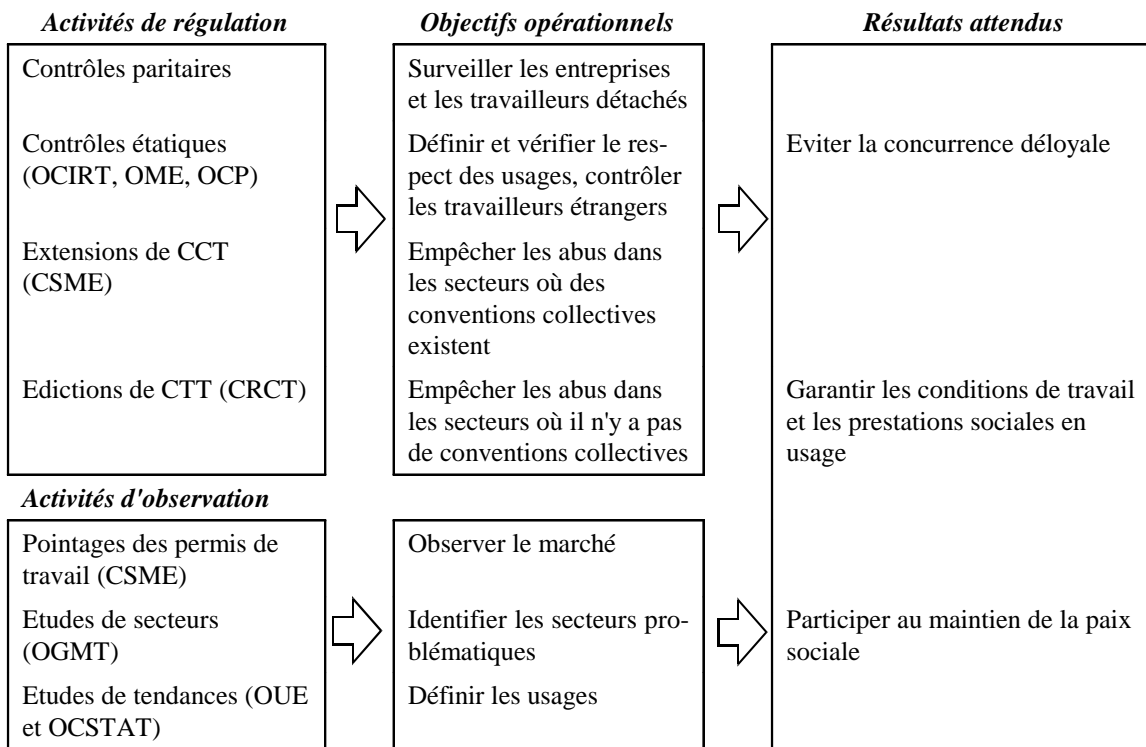 Activités de régulation
Objectifs opérationnels
Résultats attendus
Contrôles paritaires
Contrôles étatiques
(OCIRT, OME, OCP)
Extensions de CCT
(CSME)
Edictions de CTT (CRCT)
Surveiller les entreprises
et les travailleurs détachés
Définir et vérifier le res-
pect des usages, contrôler
les travailleurs étrangers
Empêcher les abus dans
les secteurs où des
conventions collectives
existent
Empêcher les abus dans
les secteurs où il n'y a pas
de conventions collectives
Eviter la concurrence déloyale
Garantir les conditions de travail
et les prestations sociales en
usage
Activités d'observation
Pointages des permis de
travail (CSME)
Etudes de secteurs
(OGMT)
Etudes de tendances (OUE
et OCSTAT)
Observer le marché
Identifier les secteurs pro-
blématiques
Définir les usages
Participer au maintien de la paix
sociale